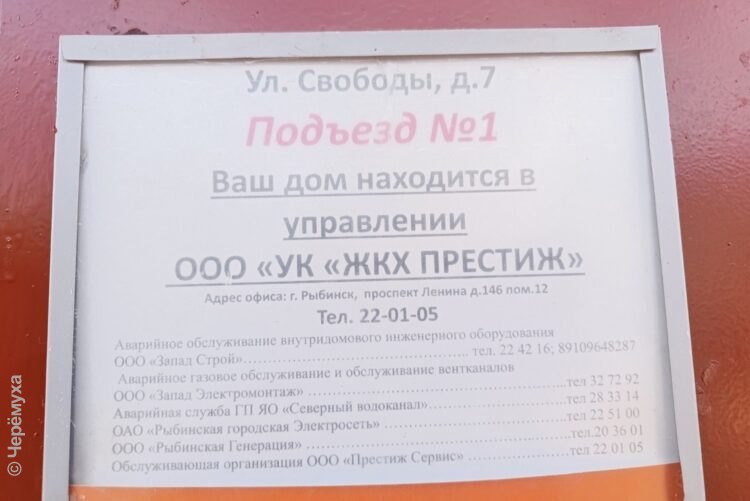 Ул. Свободы, д.7
Подъезд №1
Ваш дом находится в
управлении
ООО «УК «ЖКХ ПРЕСТИЖ»
Адрес офиса: г. Рыбинск, проспект Ленина д.146 пом.12
Тел. 22-01-05
Аварийное обслуживание внутридомового инженерного оборудования
ООО «Запад Строй»……………………………………… тел. 22 42 16; 89109648287
Аварийное газовое обслуживание и обслуживание вентканалов
ООО «Запад Электромонтаж» ……………………………………………тел 32 72 92
Аварийная служба ГП ЯО «Северный водоканал»……………………тел 28 33 14
ОАО «Рыбинская городская Электросеть» ……………………………тел 22 51 00
ООО «Рыбинская Генерация» ……………………………………………тел.20 36 01
Обслуживающая организация ООО «Престиж Сервис» ………………тел 22 01 05
© Черёмуха